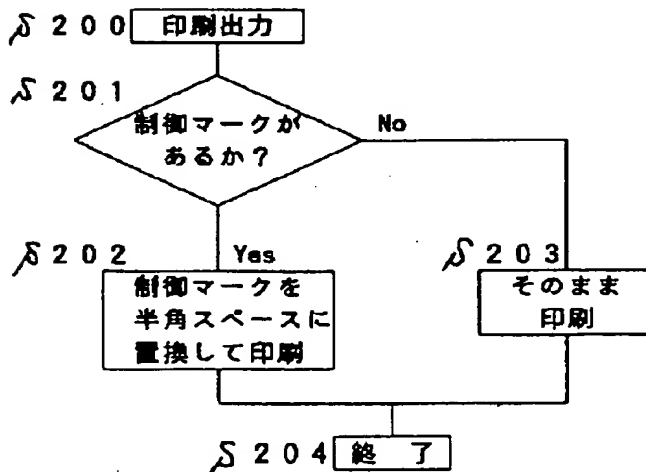 S200 印刷出力
S201
制御マークが
あるか?
No
S202
Yes
S203
制御マークを
半角スペースに
置換して印刷
そのまま
印刷
S204 終 了